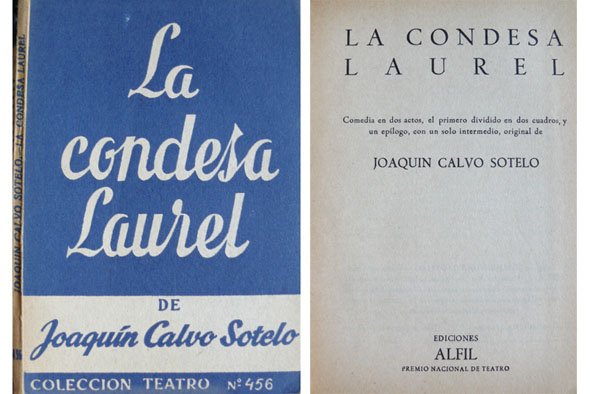 JOAQUIN CALVO SOTELO.-LA CONDESA LAUREL
La
condesa
Laurel
DE
Joaquín Calvo Sotelo
COLECCION TEATRO Nº 456
LA CONDESA
LAUREL
Comedia en dos actos, el primero dividido en dos cuadros, y
un epílogo, con un solo intermedio, original de
JOAQUIN CALVO SOTELO
EDICIONES
ALFIL
PREMIO NACIONAL DE TEATRO